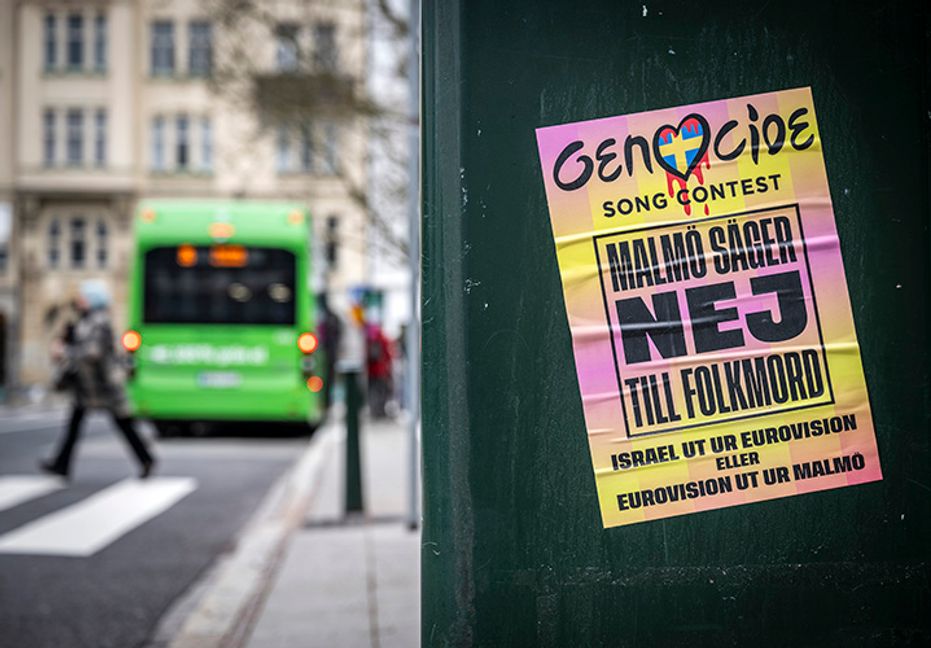 GENOCIDE
SONG CONTEST
MALMÖ SÄGER
NEJ
TILL FOLKMORD
ISRAEL UT UR EUROVISION
ELLER
EUROVISION UT UR MALMÖ